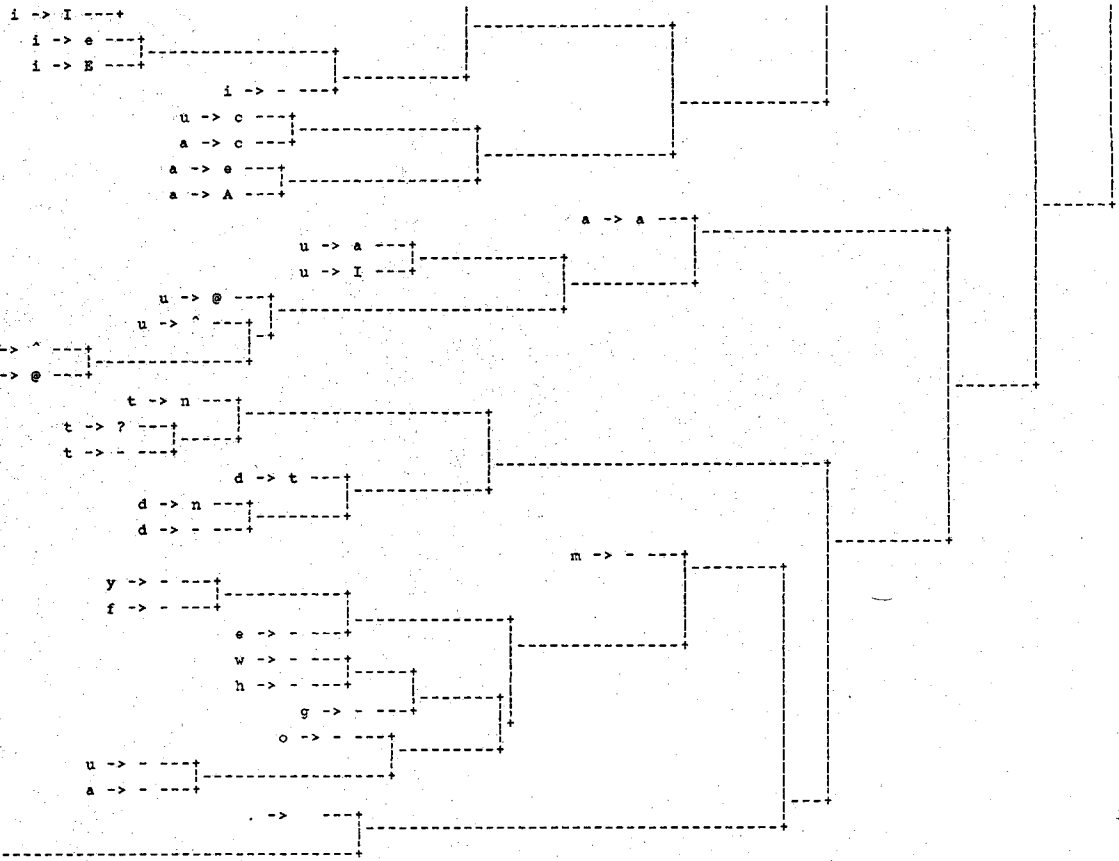 i -> I
i -> e
i -> E
i -> -
u -> c
a -> c
a -> e
a -> A
a -> a
u -> a
u -> I
u -> @
u -> ^
-> ^
-> @
t -> n
t -> ?
t -> -
d -> t
d -> n
d -> -
m -> -
y -> -
f -> -
e -> -
w -> -
h -> -
g -> -
o -> -
u -> -
a -> -
. ->